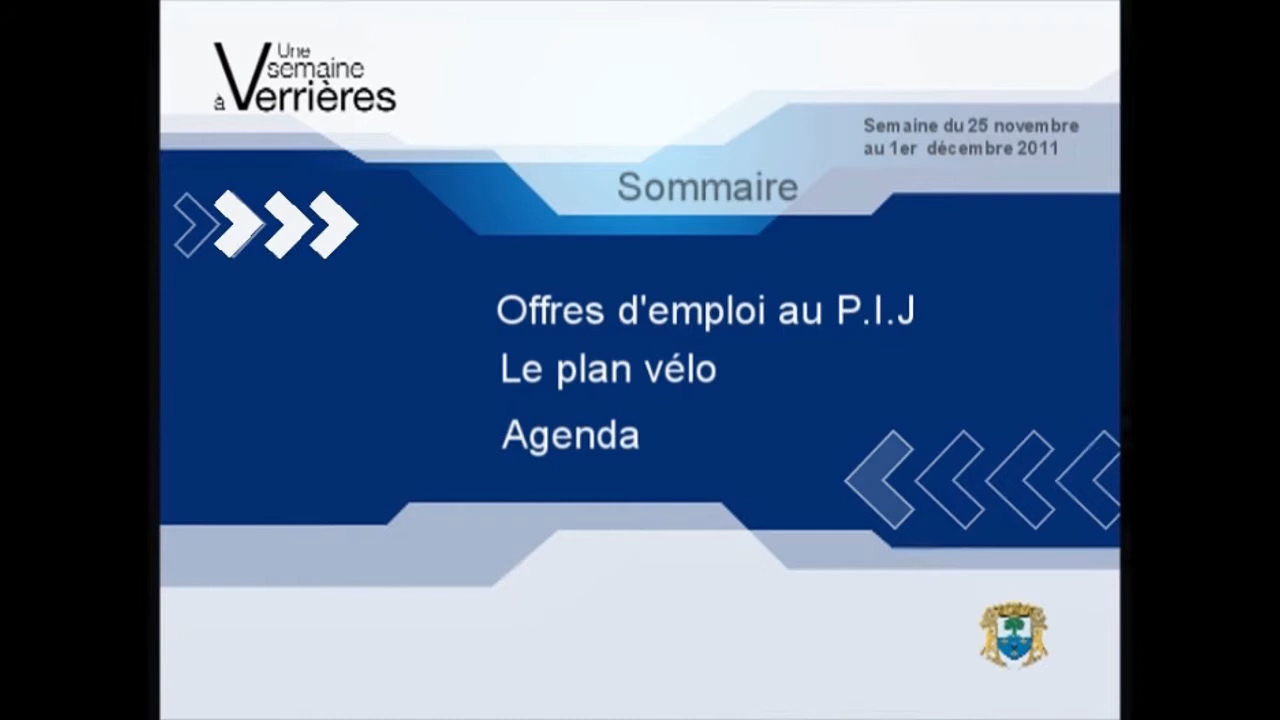 Une
semaine
à Verrières
Semaine du 25 novembre
au 1er décembre 2011
Sommaire
Offres d'emploi au P.I.J
Le plan vélo
Agenda